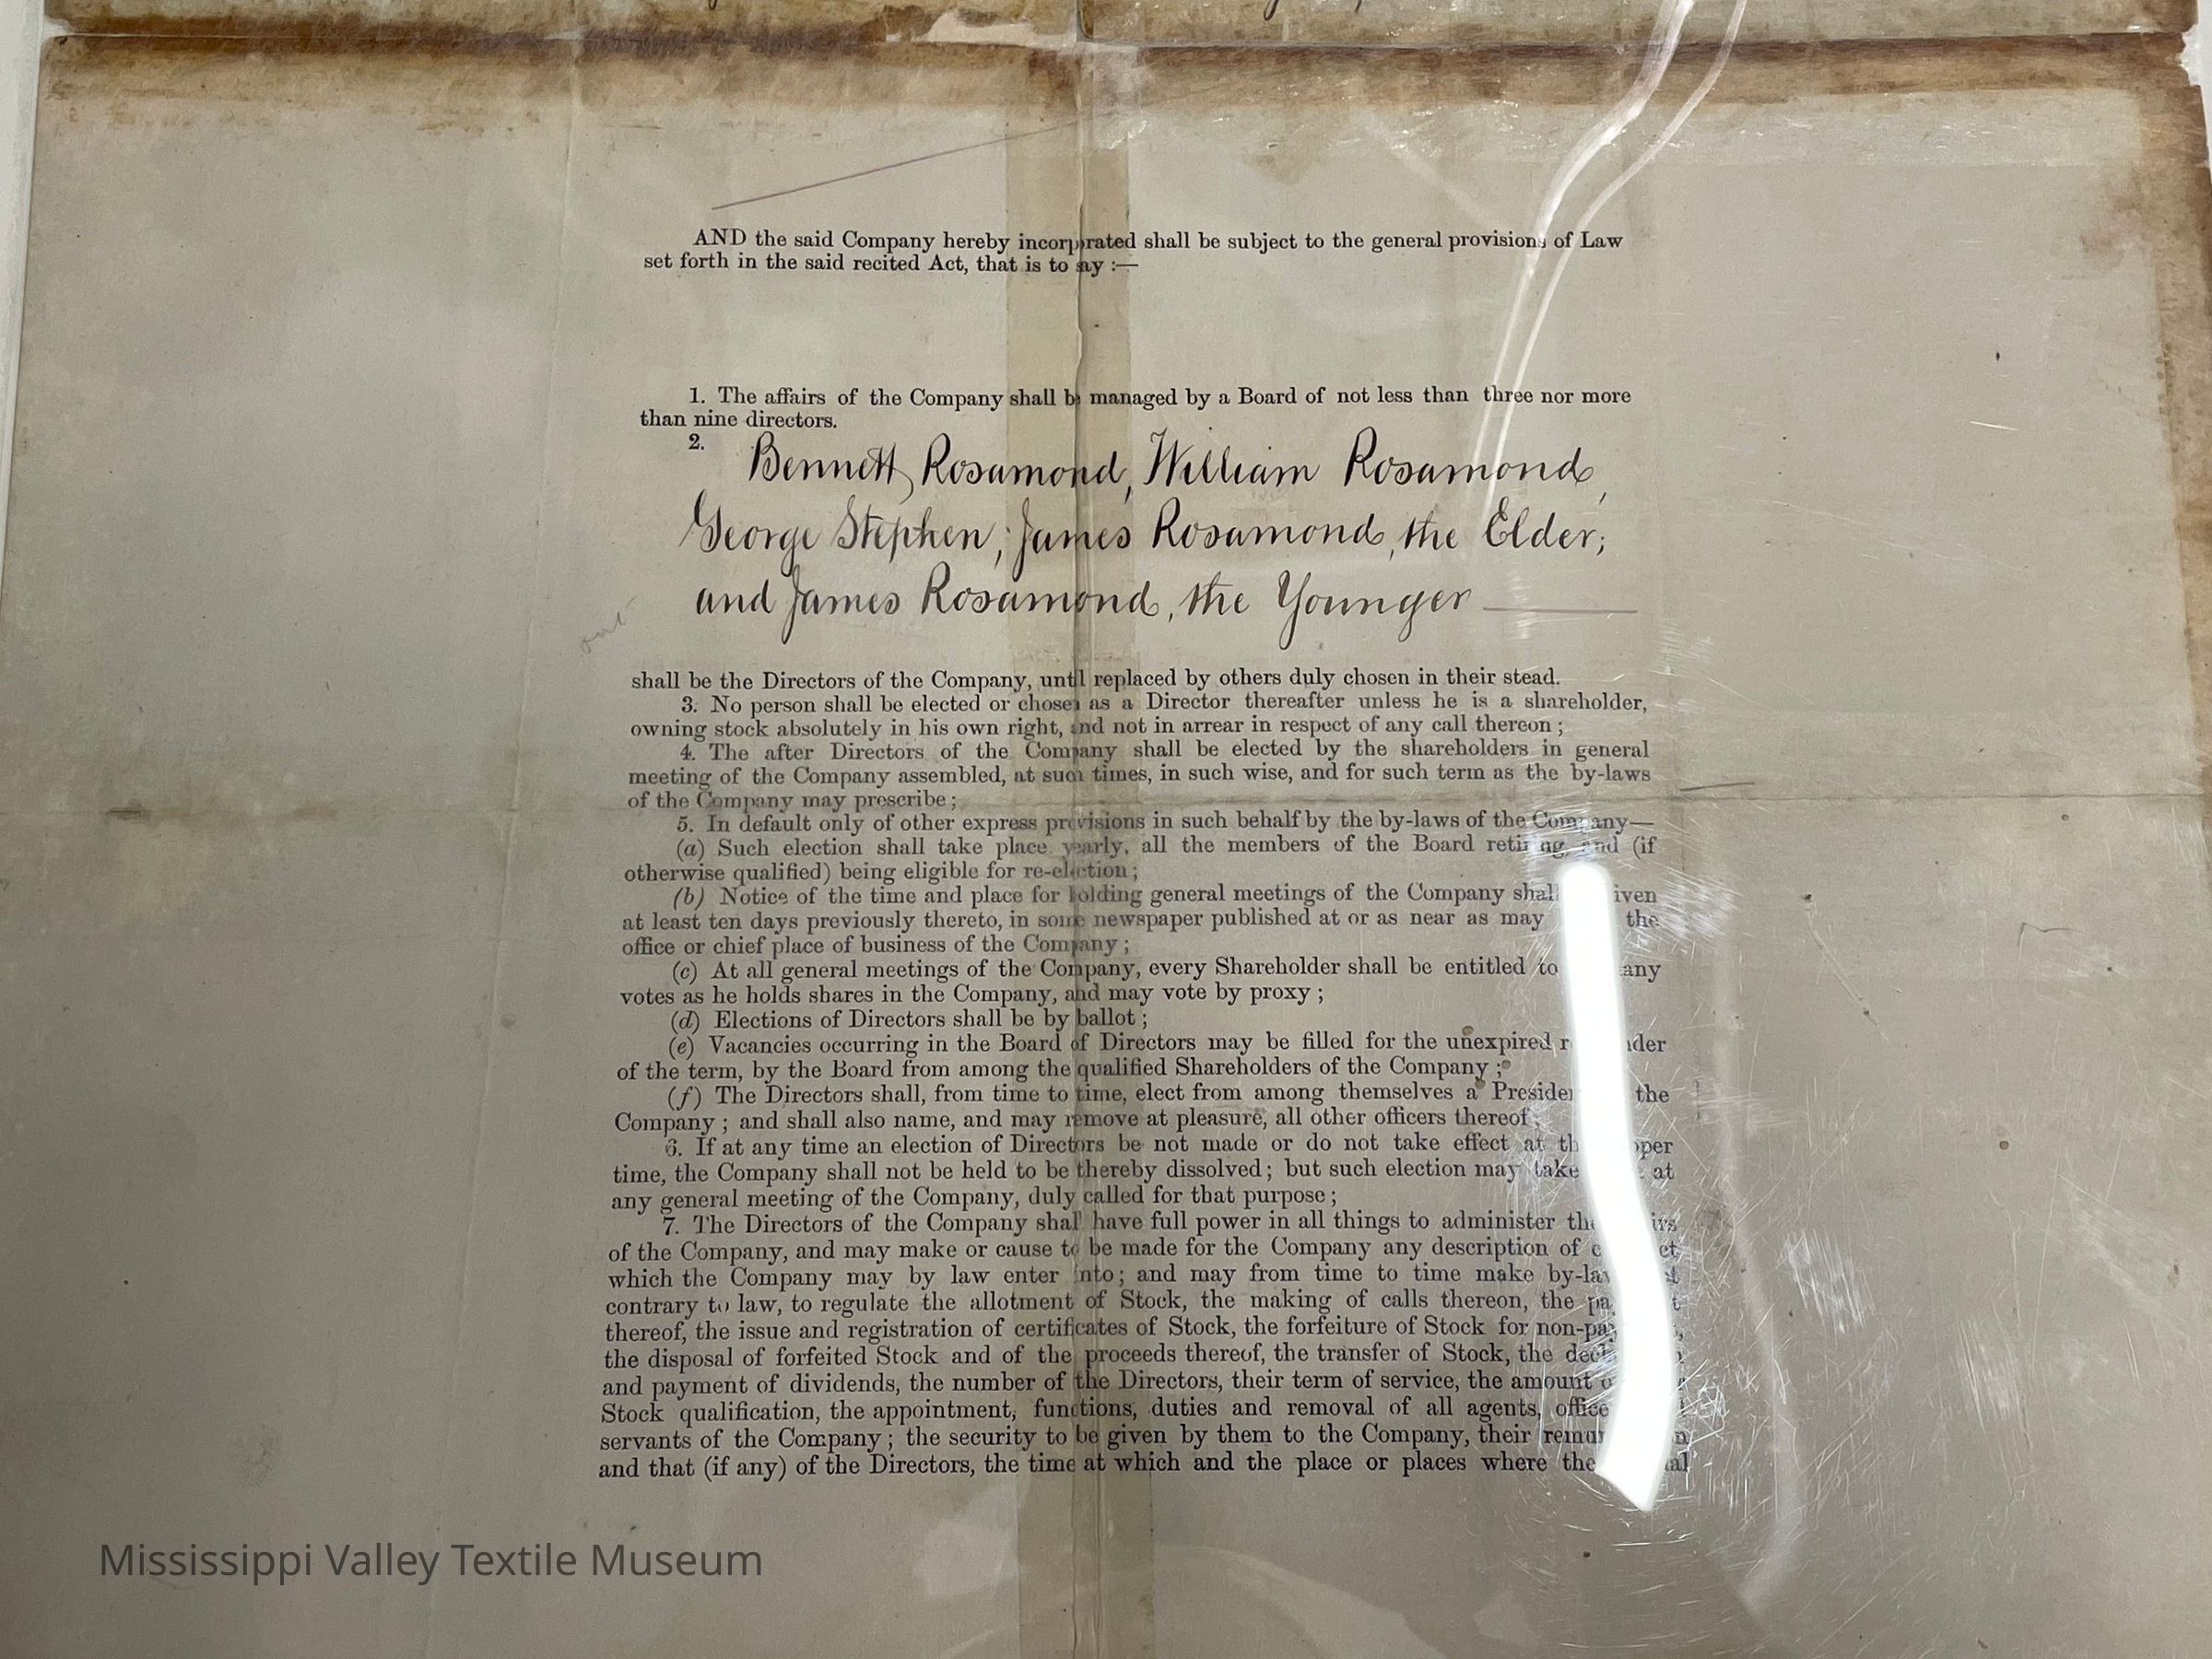 AND the said Company hereby incorporated shall be subject to the general provisions of Law
set forth in the said recited Act, that is to say :—
1. The affairs of the Company shall be managed by a Board of not less than three nor more
than nine directors.
2.
Bennett Rosamond, William Rosamond,
George Stephen, James Rosamond, the Elder;
and James Rosamond, the Younger
out
shall be the Directors of the Company, until replaced by others duly chosen in their stead.
3. No person shall be elected or chosen as a Director thereafter unless he is a shareholder,
owning stock absolutely in his own right, and not in arrear in respect of any call thereon ;
4. The after Directors of the Company shall be elected by the shareholders in general
meeting of the Company assembled, at such times, in such wise, and for such term as the by-laws
of the Company may prescribe ;
5. In default only of other express provisions in such behalf by the by-laws of the Company—
(a) Such election shall take place yearly, all the members of the Board retiring, and (if
otherwise qualified) being eligible for re-election ;
(b) Notice of the time and place for holding general meetings of the Company shall given
at least ten days previously thereto, in some newspaper published at or as near as may the
office or chief place of business of the Company ;
(c) At all general meetings of the Company, every Shareholder shall be entitled to any
votes as he holds shares in the Company, and may vote by proxy ;
(d) Elections of Directors shall be by ballot ;
(e) Vacancies occurring in the Board of Directors may be filled for the unexpired
of the term, by the Board from among the qualified Shareholders of the Company ;
(f) The Directors shall, from time to time, elect from among themselves a President the
Company ; and shall also name, and may remove at pleasure, all other officers thereof ;
6. If at any time an election of Directors be not made or do not take effect at the proper
time, the Company shall not be held to be thereby dissolved ; but such election may take at
any general meeting of the Company, duly called for that purpose ;
7. The Directors of the Company shall have full power in all things to administer the
of the Company, and may make or cause to be made for the Company any description of
which the Company may by law enter into ; and may from time to time make by-laws
contrary to law, to regulate the allotment of Stock, the making of calls thereon, the
thereof, the issue and registration of certificates of Stock, the forfeiture of Stock for
the disposal of forfeited Stock and of the proceeds thereof, the transfer of Stock, the
and payment of dividends, the number of the Directors, their term of service, the amount
Stock qualification, the appointment, functions, duties and removal of all agents,
servants of the Company ; the security to be given by them to the Company, their
and that (if any) of the Directors, the time at which and the place or places where the
Mississippi Valley Textile Museum